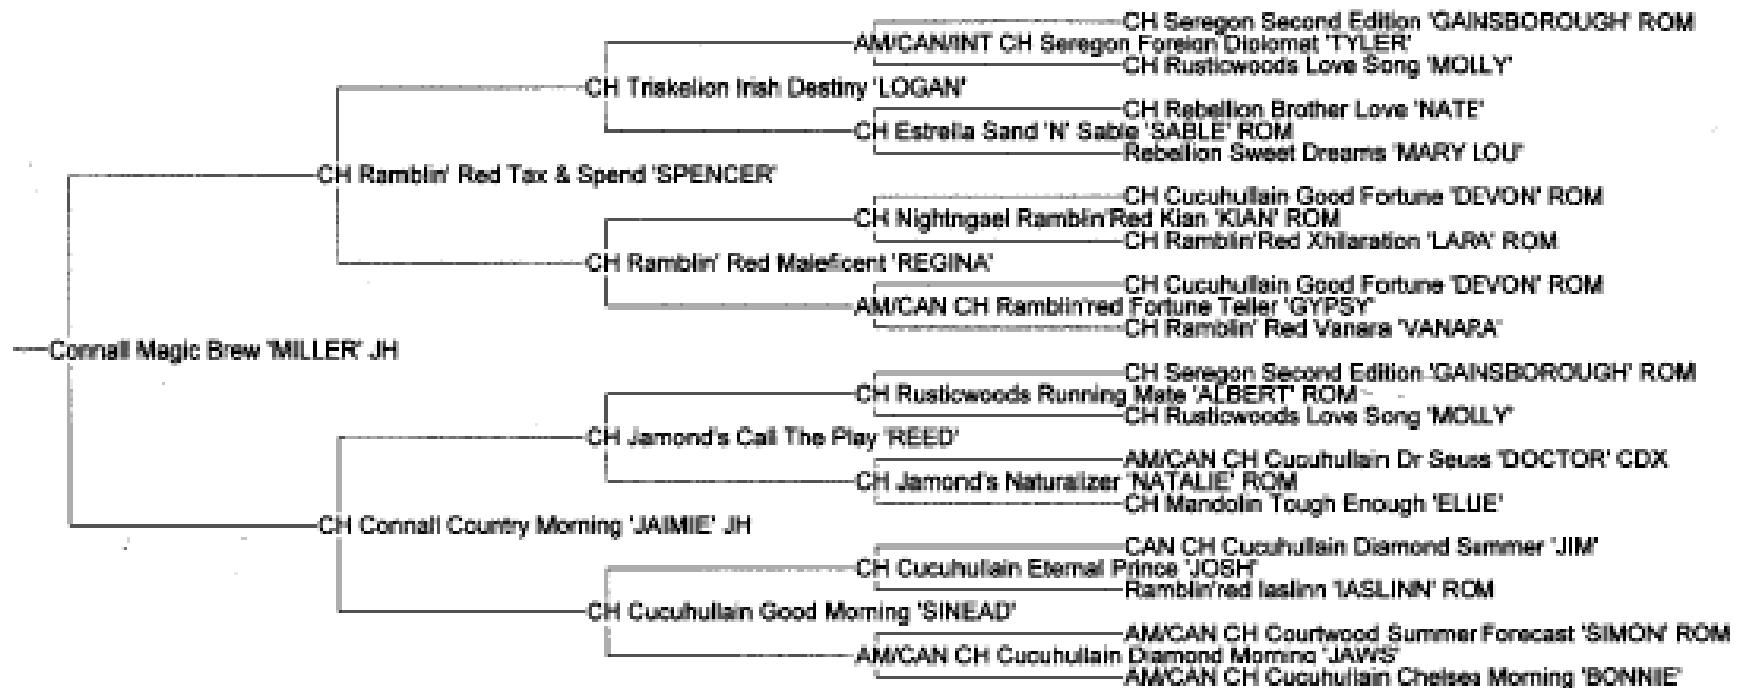 CH Seregon Second Edition 'GAINSBOROUGH' ROM
AM/CAN/INT CH Seregon Foreign Diplomat 'TYLER'
CH Rusticwoods Love Song 'MOLLY'
CH Triskelion Irish Destiny 'LOGAN'
CH Rebellion Brother Love 'NATE'
CH Estrella Sand 'N' Sable 'SABLE' ROM
Rebellion Sweet Dreams 'MARY LOU'
CH Ramblin' Red Tax & Spend 'SPENCER'
CH Cucuhullain Good Fortune 'DEVON' ROM
CH Nightngael Ramblin'Red Kian 'KIAN' ROM
CH Ramblin'Red Xhilaration 'LARA' ROM
CH Ramblin' Red Maleficent 'REGINA'
CH Cucuhullain Good Fortune 'DEVON' ROM
AM/CAN CH Ramblin'red Fortune Teller 'GYPSY'
CH Ramblin' Red Vanara 'VANARA'
Connall Magic Brew 'MILLER' JH
CH Seregon Second Edition 'GAINSBOROUGH' ROM
CH Rusticwoods Running Mate 'ALBERT' ROM
CH Rusticwoods Love Song 'MOLLY'
CH Jamond's Call The Play 'REED'
AM/CAN CH Cucuhullain Dr Seuss 'DOCTOR' CDX
CH Jamond's Naturalizer 'NATALIE' ROM
CH Mandolin Tough Enough 'ELLIE'
CH Connall Country Morning 'JAIMIE' JH
CAN CH Cucuhullain Diamond Summer 'JIM'
CH Cucuhullain Eternal Prince 'JOSH'
Ramblin'red Iaslinn 'IASLINN' ROM
CH Cucuhullain Good Morning 'SINEAD'
AM/CAN CH Courtwood Summer Forecast 'SIMON' ROM
AM/CAN CH Cucuhullain Diamond Morning 'JAWS'
AM/CAN CH Cucuhullain Chelsea Morning 'BONNIE'